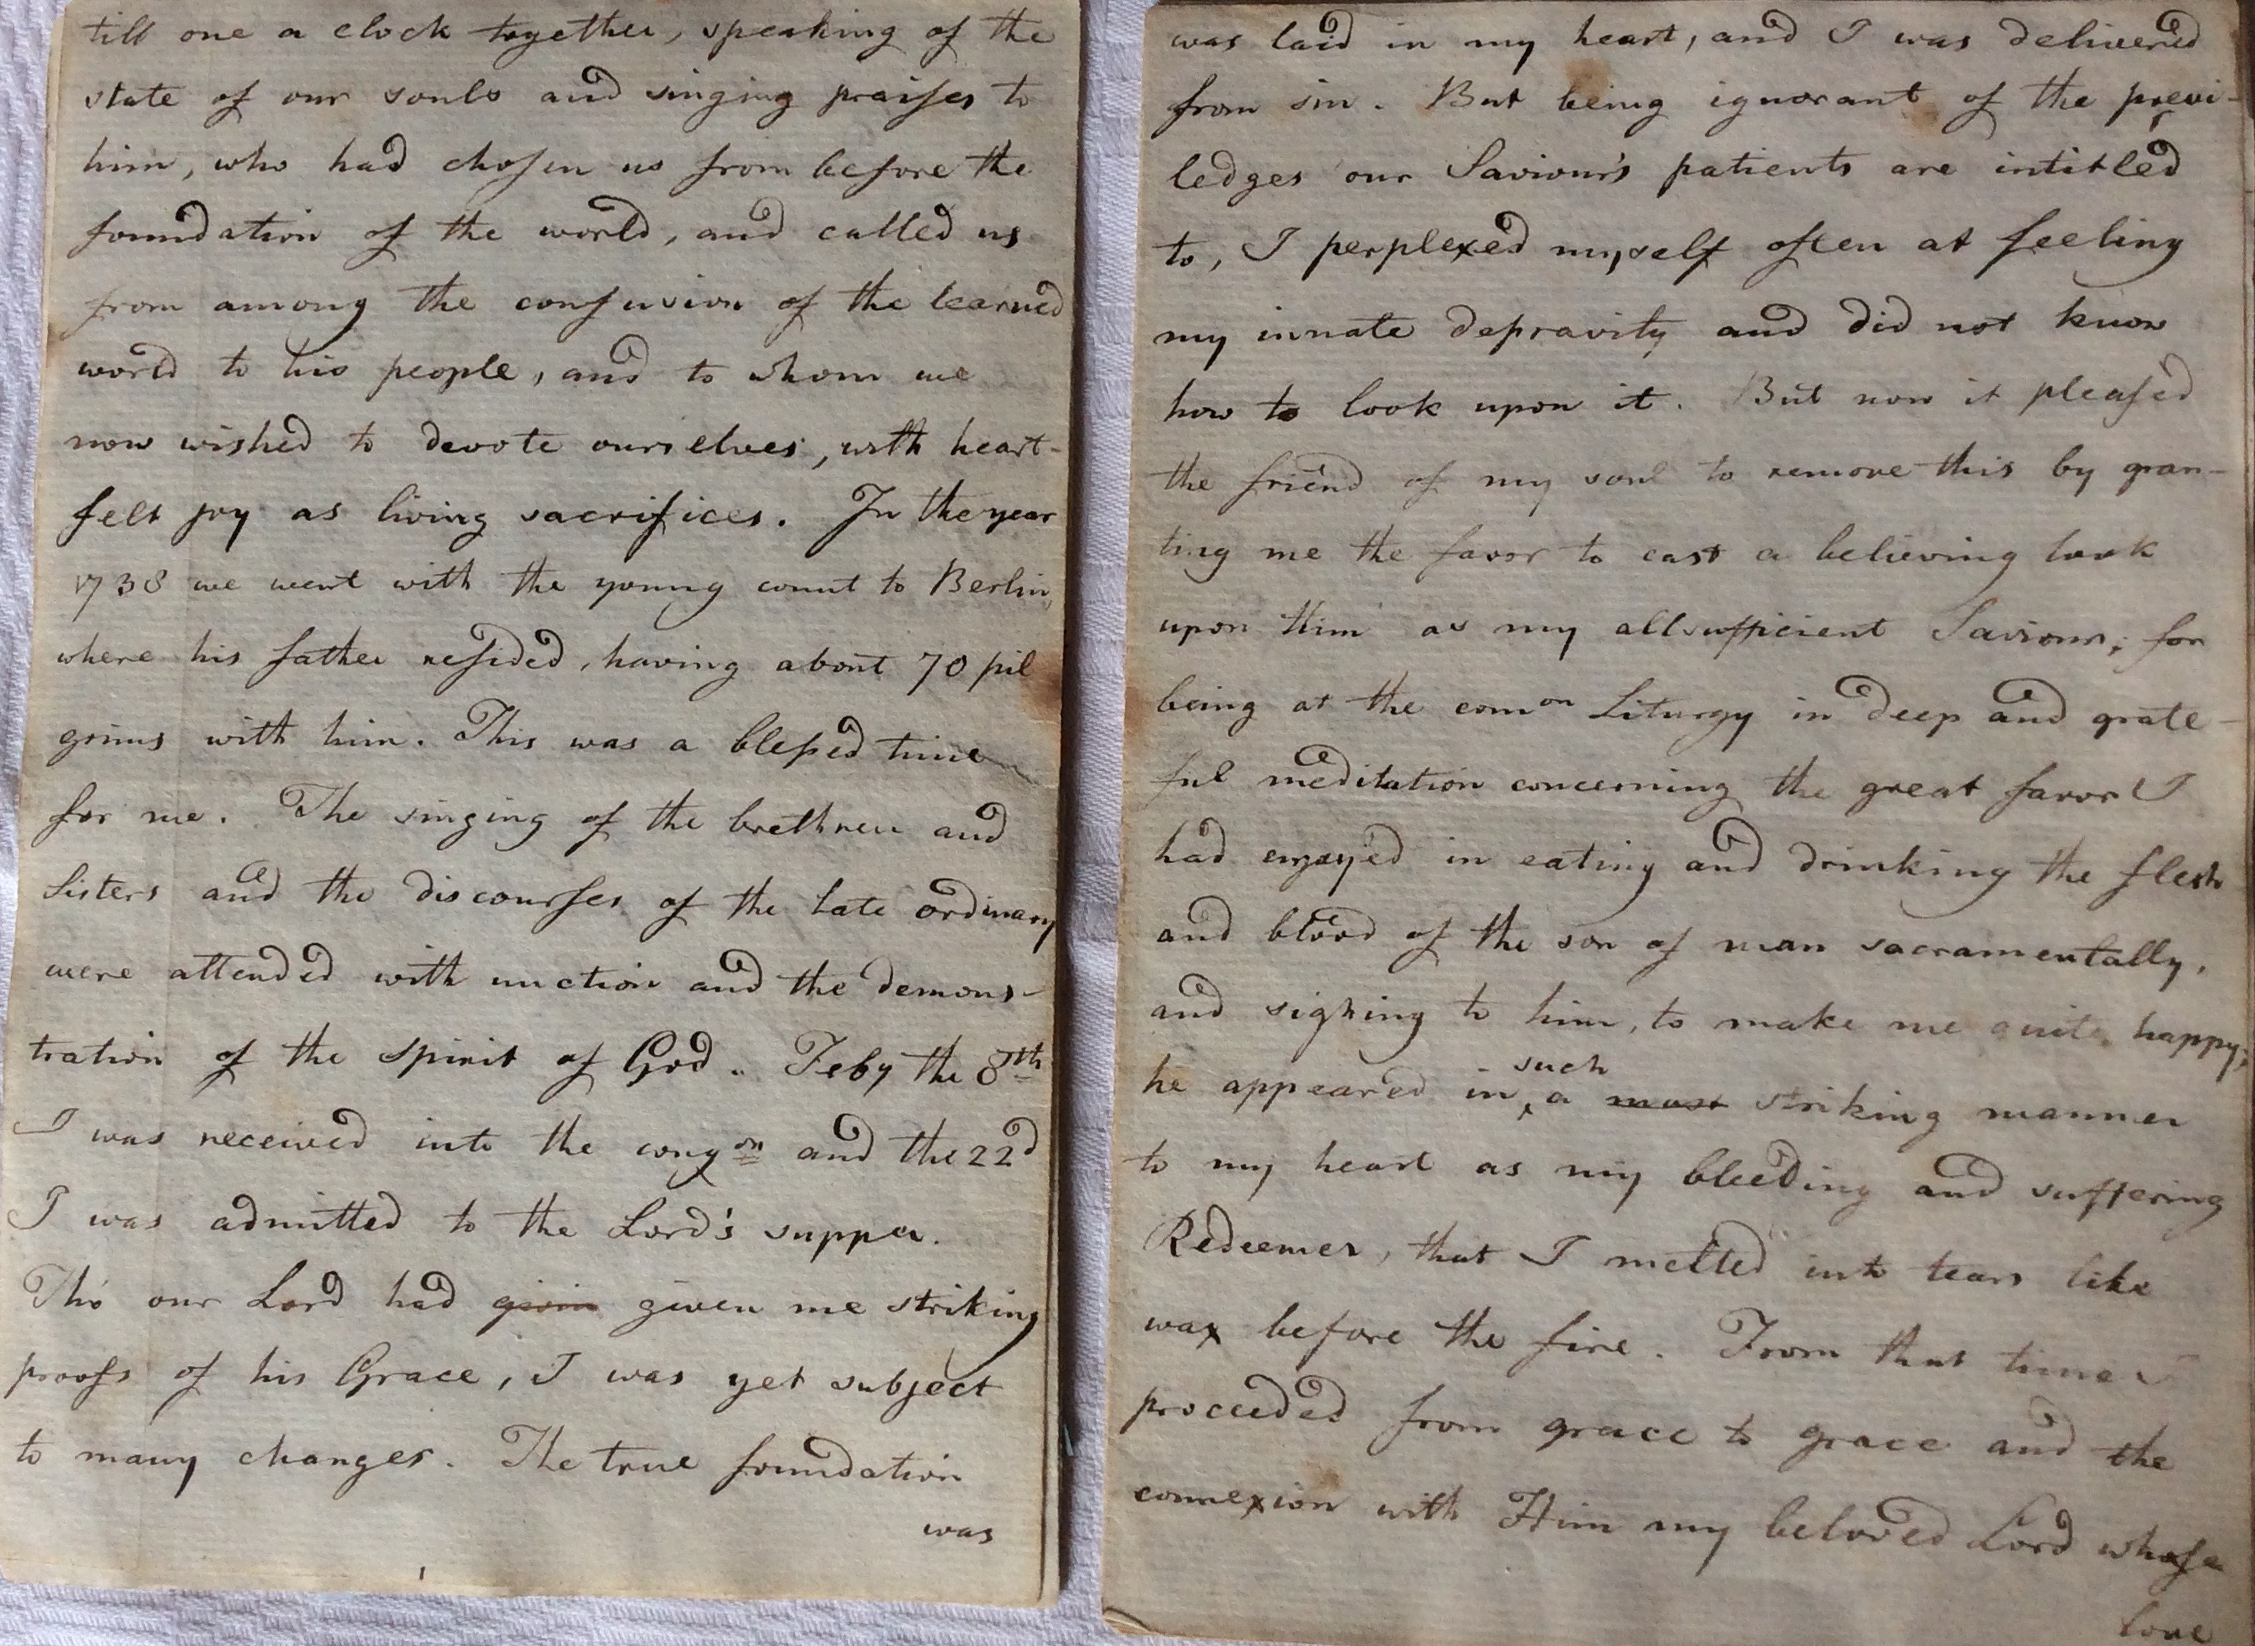 till one a clock together, speaking of the
state of our souls and singing praises to
him, who had chosen us from before the
foundation of the world, and called us
from among the confusion of the learned
world to his people, and to whom we
now wished to devote ourselves, with heart-
felt joy as living sacrifices. In the year
1738 we went with the young count to Berlin,
where his father resided, having about 70 pil
grims with him. This was a blessed time
for me. The singing of the brethren and
Sisters and the discourses of the late ordinary
were attended with unction and the demons-
tration of the spirit of God. Feby the 8th
I was received into the congon and the 22d
I was admitted to the Lord's supper.
Tho' our Lord had givin given me striking
proofs of his Grace, I was yet subject
to many changes. The true foundation
was
was laid in my heart, and I was delivered
from sin. But being ignorant of the previ-
ledges our Saviour's patients are intitled
to, I perplexed myself often at feeling
my innate depravity and did not know
how to look upon it. But now it pleased
the friend of my soul to remove this by gran-
ting me the favor to cast a believing look
upon Him as my allsufficient Saviour; for
being at the comon Liturgy in deep and grate-
ful meditation concerning the great favor I
had enjoyed in eating and drinking the flesh
and blood of the son of man sacramentally,
and sighing to him, to make me quite happy;
he appeared in such a most striking manner
to my heart as my bleeding and suffering
Redeemer, that I melted into tears like
wax before the fire. From that time I
proceeded from grace to grace and the
connexion with Him my beloved Lord whose
love